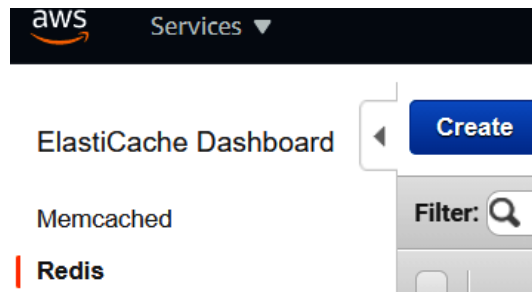 aws
Services ▼
ElastiCache Dashboard
Create
Memcached
Filter:
Redis